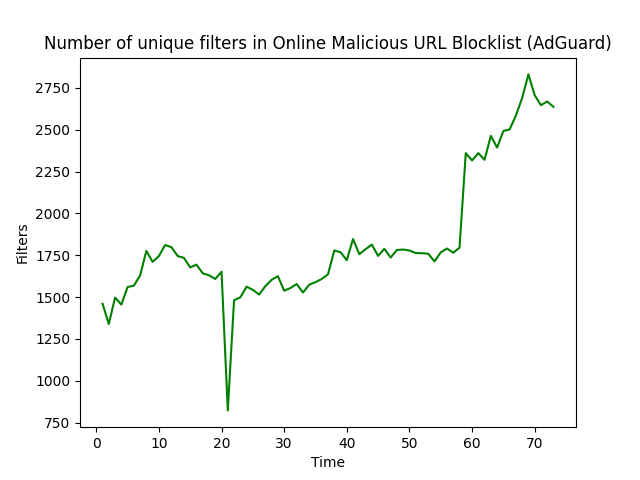 Number of unique filters in Online Malicious URL Blocklist (AdGuard)
Filters
2750
2500
2250
2000
1750
1500
1250
1000
750
0 10 20 30 40 50 60 70
Time